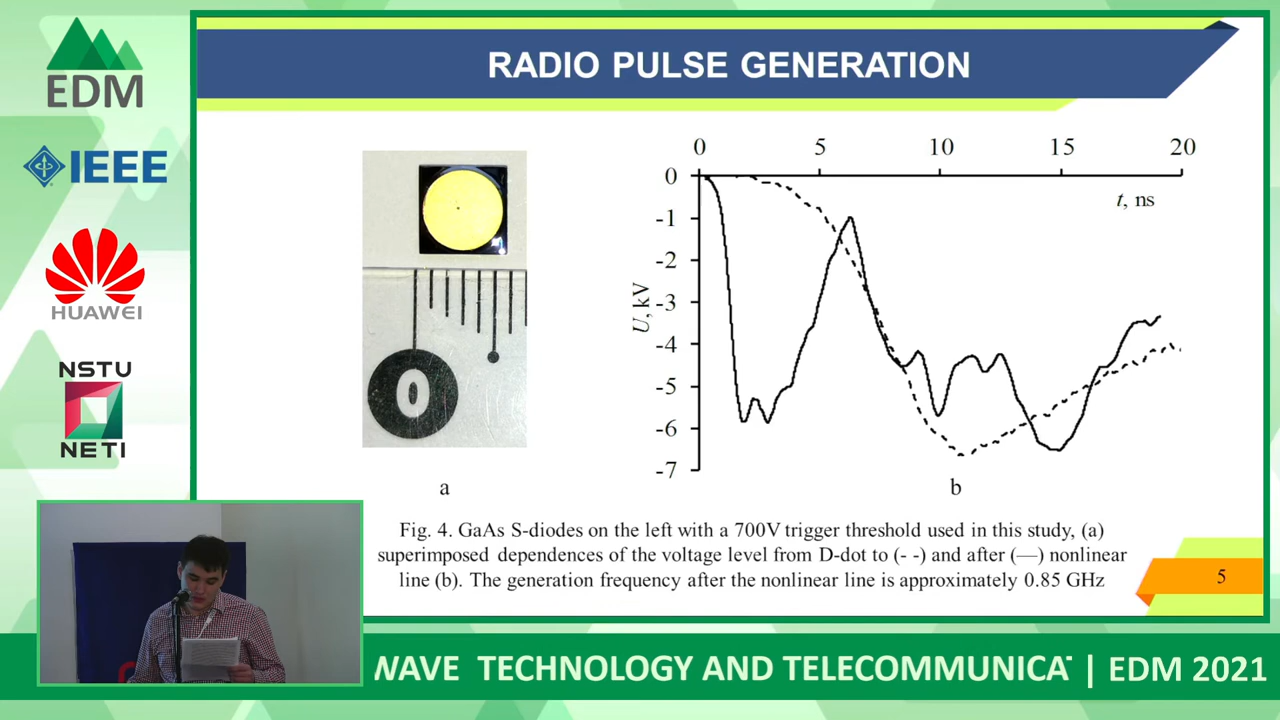 EDM
IEEE
HUAWEI
NSTU
NETI
RADIO PULSE GENERATION
0
a
0 5 10 15 20
t, ns
0
-1
-2
-3
-4
-5
-6
-7
U, kV
b
Fig. 4. GaAs S-diodes on the left with a 700V trigger threshold used in this study, (a)
superimposed dependences of the voltage level from D-dot to (- -) and after (—) nonlinear
line (b). The generation frequency after the nonlinear line is approximately 0.85 GHz
5
WAVE TECHNOLOGY AND TELECOMMUNICAT | EDM 2021